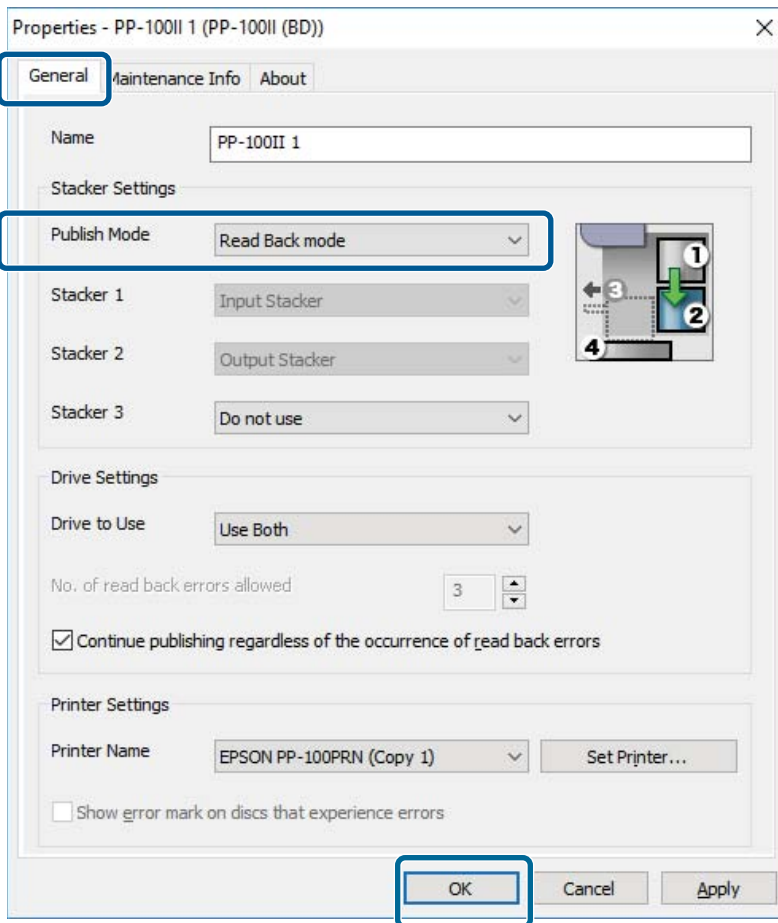 Properties - PP-100II 1 (PP-100II (BD))
General Maintenance Info About
Name PP-100II 1
Stacker Settings
Publish Mode Read Back mode
Stacker 1 Input Stacker
Stacker 2 Output Stacker
Stacker 3 Do not use
1
3
2
4
Drive Settings
Drive to Use Use Both
No. of read back errors allowed 3
Continue publishing regardless of the occurrence of read back errors
Printer Settings
Printer Name EPSON PP-100PRN (Copy 1) Set Printer...
Show error mark on discs that experience errors
OK Cancel Apply